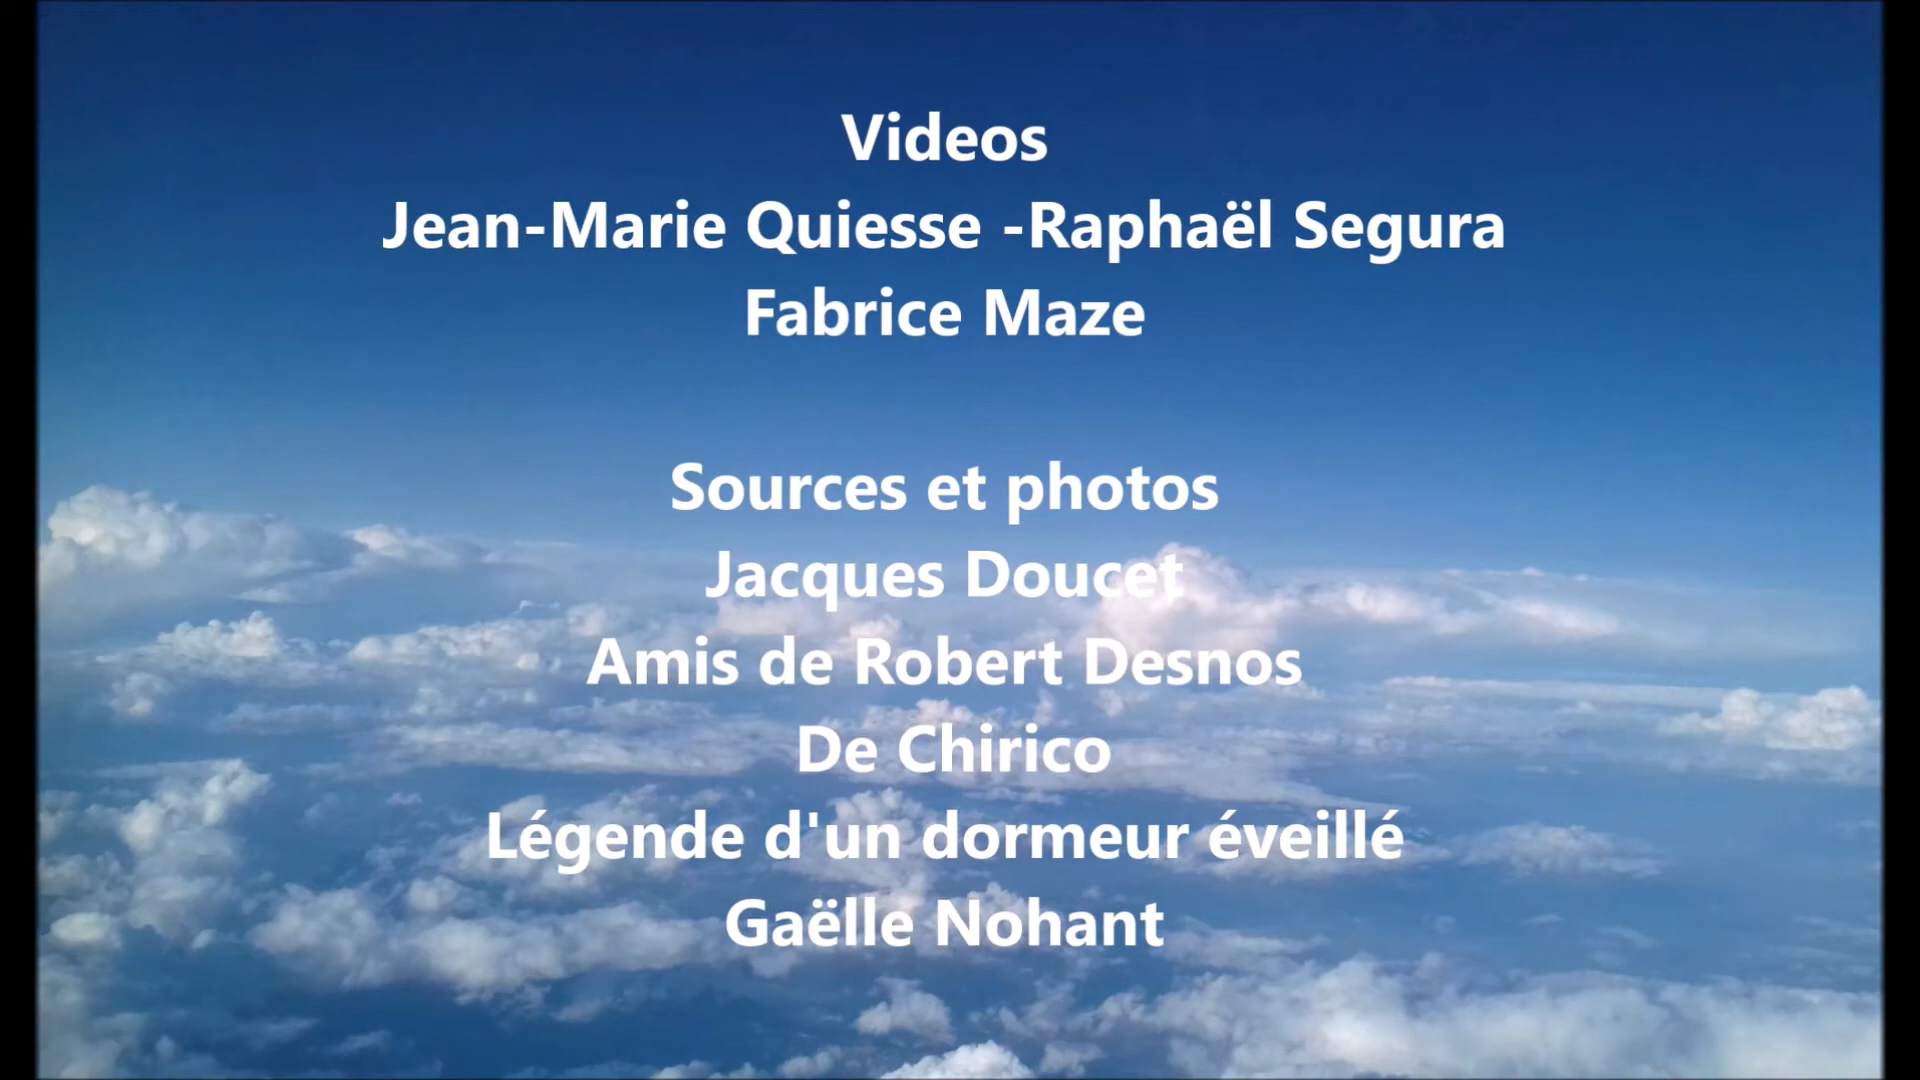 Videos
Jean-Marie Quiesse -Raphaël Segura
Fabrice Maze
Sources et photos
Jacques Doucet
Amis de Robert Desnos
De Chirico
Légende d'un dormeur éveillé
Gaëlle Nohant